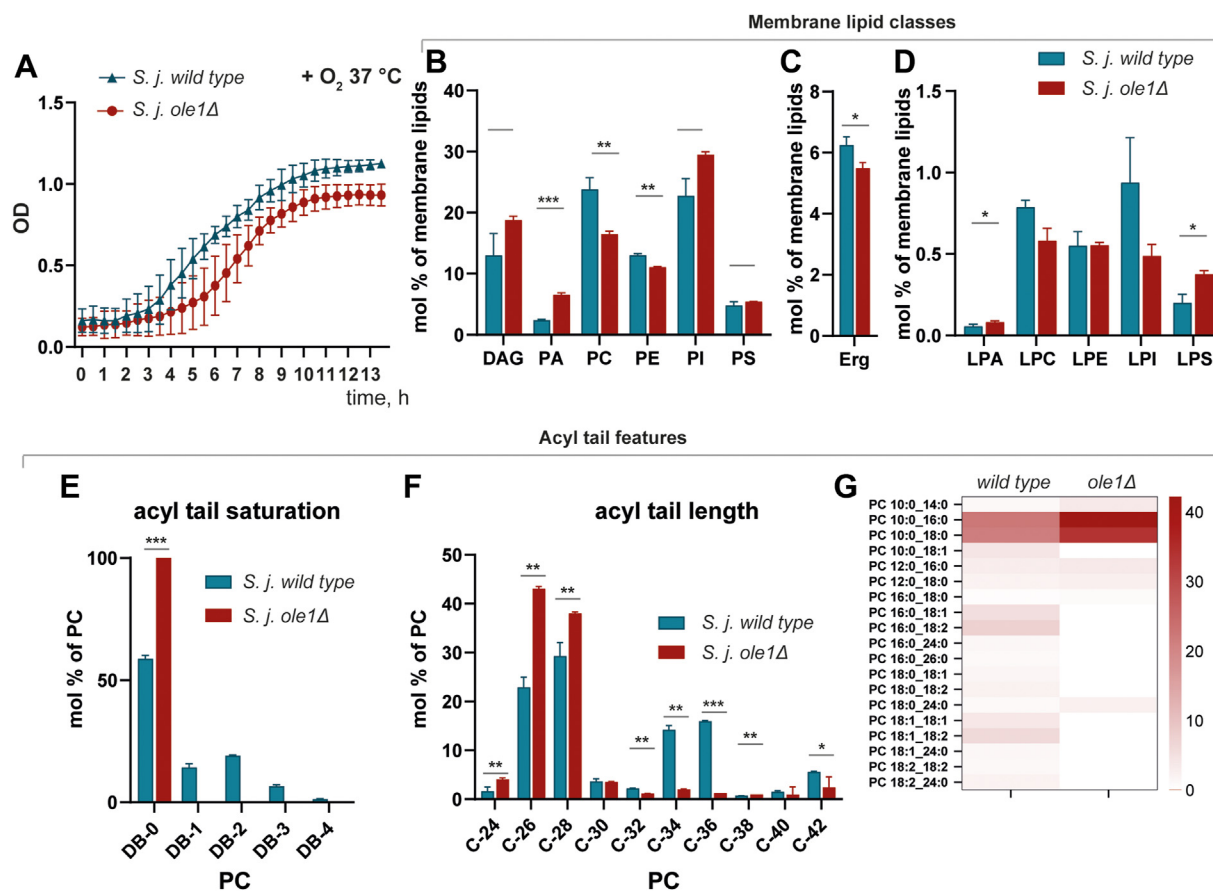 Membrane lipid classes
A
S. j. wild type
S. j. ole1Δ
+ O2 37 °C
OD
1.5
1.0
0.5
0.0
0 1 2 3 4 5 6 7 8 9 10 11 12 13
time, h
B
mol % of membrane lipids
40
30
20
10
0
***
**
**
DAG PA PC PE PI PS
C
mol % of membrane lipids
8
6
4
2
0
*
Erg
D
S. j. wild type
S. j. ole1Δ
mol % of membrane lipids
1.5
1.0
0.5
0.0
*
*
LPA LPC LPE LPI LPS
Acyl tail features
E
acyl tail saturation
mol % of PC
100
50
0
***
S. j. wild type
S. j. ole1Δ
DB-0 DB-1 DB-2 DB-3 DB-4
PC
F
acyl tail length
mol % of PC
50
40
30
20
10
0
S. j. wild type
S. j. ole1Δ
**
**
**
**
**
***
**
*
C-24 C-26 C-28 C-30 C-32 C-34 C-36 C-38 C-40 C-42
PC
G
wild type ole1Δ
PC 10:0_14:0
PC 10:0_16:0
PC 10:0_18:0
PC 10:0_18:1
PC 12:0_16:0
PC 12:0_18:0
PC 16:0_18:0
PC 16:0_18:1
PC 16:0_18:2
PC 16:0_24:0
PC 16:0_26:0
PC 18:0_18:1
PC 18:0_18:2
PC 18:0_24:0
PC 18:1_18:1
PC 18:1_18:2
PC 18:1_24:0
PC 18:2_18:2
PC 18:2_24:0
40
30
20
10
0